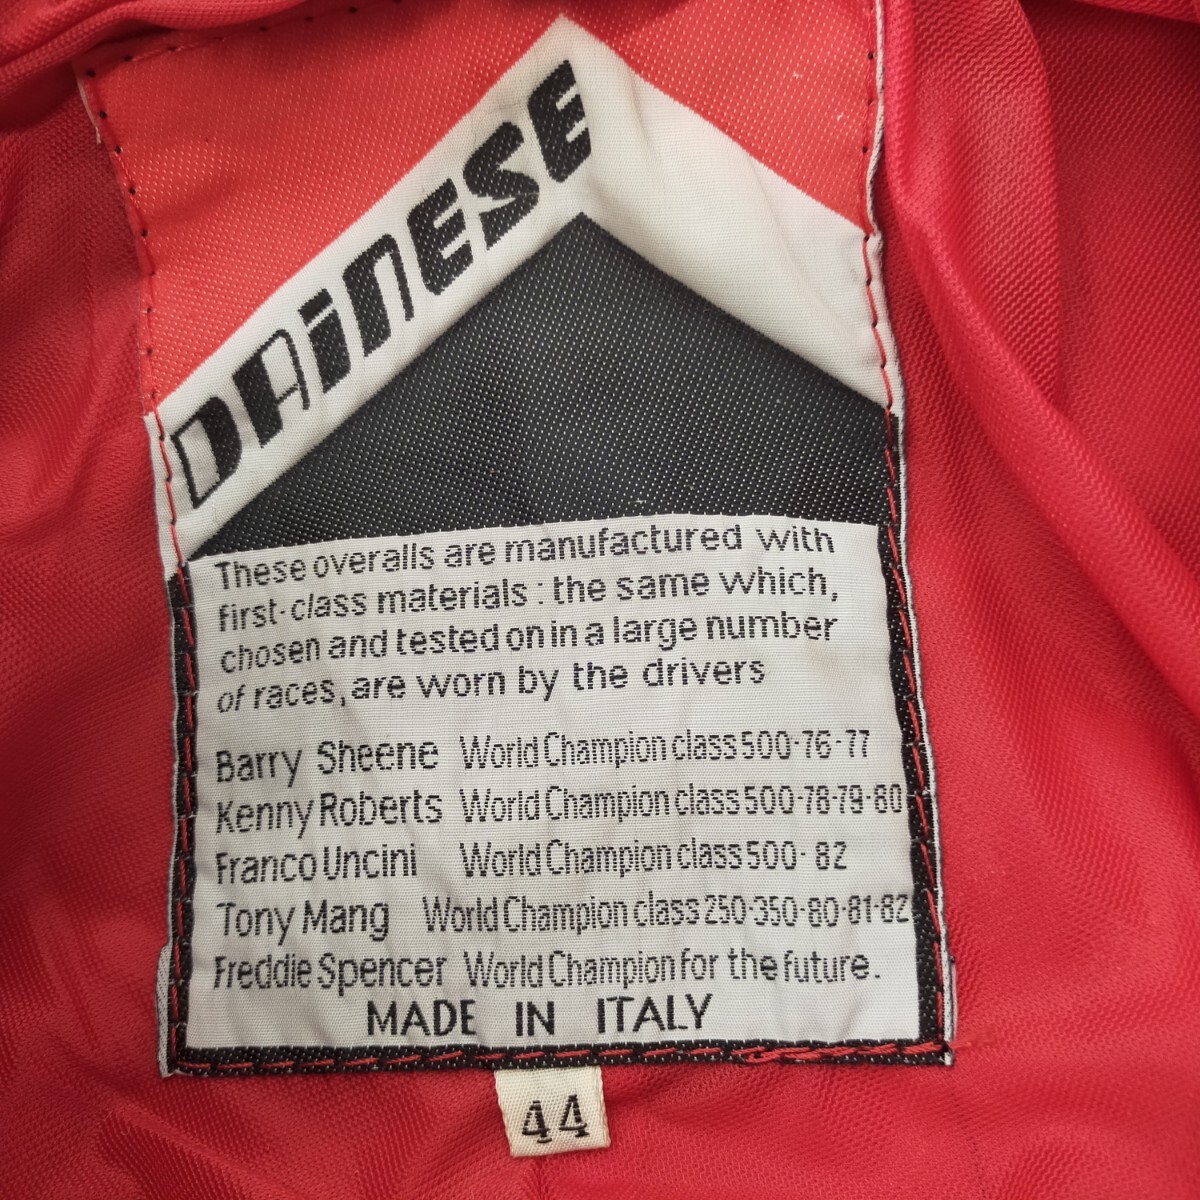 DAiNESE
These overalls are manufactured with
first-class materials : the same which,
chosen and tested on in a large number
of races, are worn by the drivers
Barry Sheene World Champion class 500-76-77
Kenny Roberts World Champion class 500-78-79-80
Franco Uncini World Champion class 500-82
Tony Mang World Champion class 250-350-80-81-82
Freddie Spencer World Champion for the future.
MADE IN ITALY
44